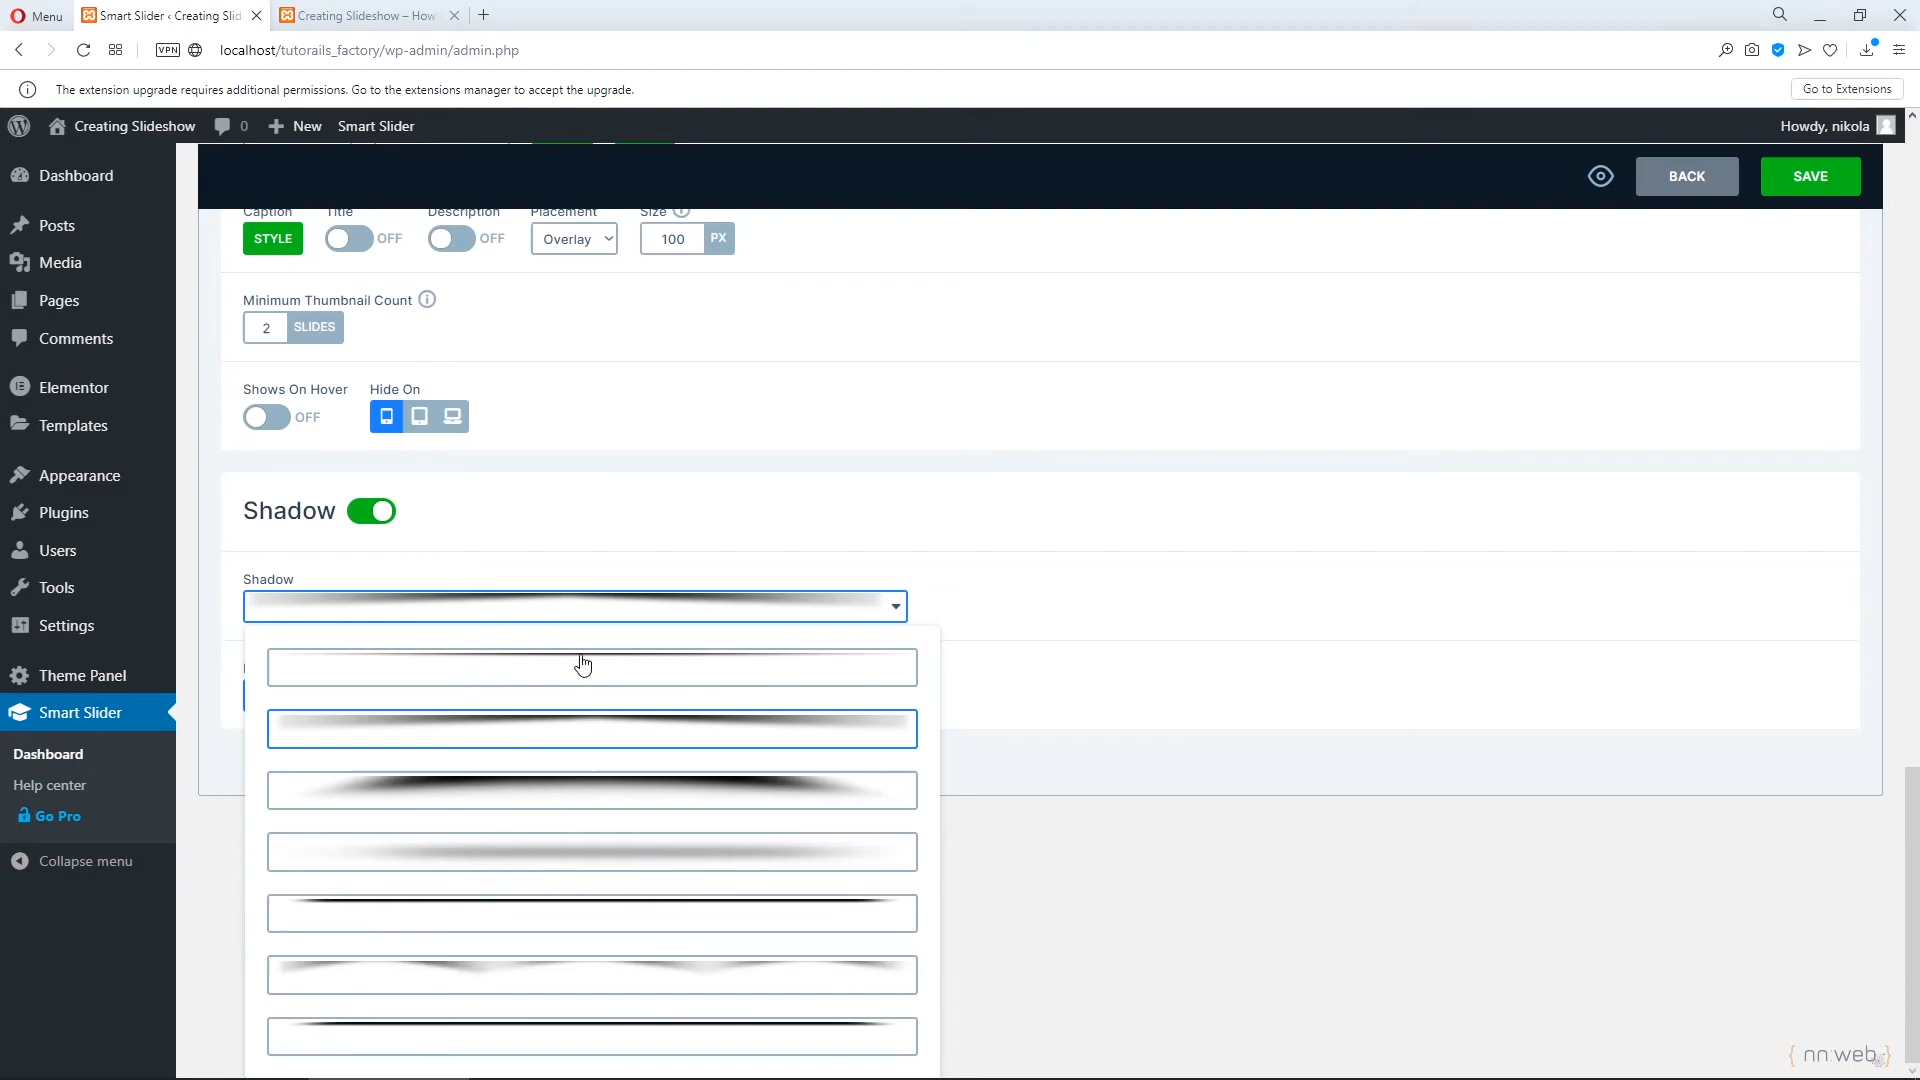 Menu
Smart Slider ‹ Creating Slid
Creating Slideshow – How
VPN
localhost/tutorails_factory/wp-admin/admin.php
The extension upgrade requires additional permissions. Go to the extensions manager to accept the upgrade.
Go to Extensions
Creating Slideshow
0
New
Smart Slider
Howdy, nikola
BACK
SAVE
Dashboard
Posts
Media
Pages
Comments
Elementor
Templates
Appearance
Plugins
Users
Tools
Settings
Theme Panel
Smart Slider
Dashboard
Help center
Go Pro
Collapse menu
Caption
Title
Description
Placement
Size
STYLE
OFF
OFF
Overlay
100
PX
Minimum Thumbnail Count
2
SLIDES
Shows On Hover
Hide On
OFF
Shadow
Shadow
{ nn:web }